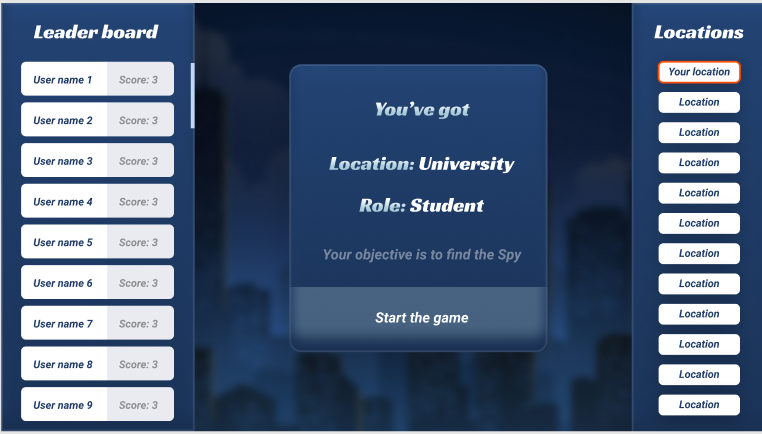 Leader board
User name 1 Score: 3
User name 2 Score: 3
User name 3 Score: 3
User name 4 Score: 3
User name 5 Score: 3
User name 6 Score: 3
User name 7 Score: 3
User name 8 Score: 3
User name 9 Score: 3
You've got
Location: University
Role: Student
Your objective is to find the Spy
Start the game
Locations
Your location
Location
Location
Location
Location
Location
Location
Location
Location
Location
Location
Location